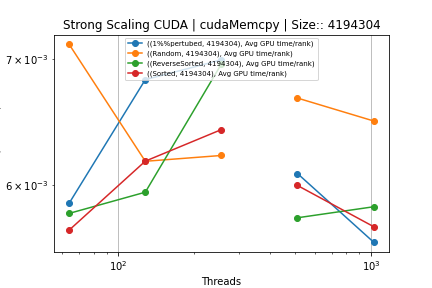 Strong Scaling CUDA | cudaMemcpy | Size:: 4194304
7 × 10⁻³
6 × 10⁻³
((1%%pertubed, 4194304), Avg GPU time/rank)
((Random, 4194304), Avg GPU time/rank)
((ReverseSorted, 4194304), Avg GPU time/rank)
((Sorted, 4194304), Avg GPU time/rank)
10²
10³
Threads